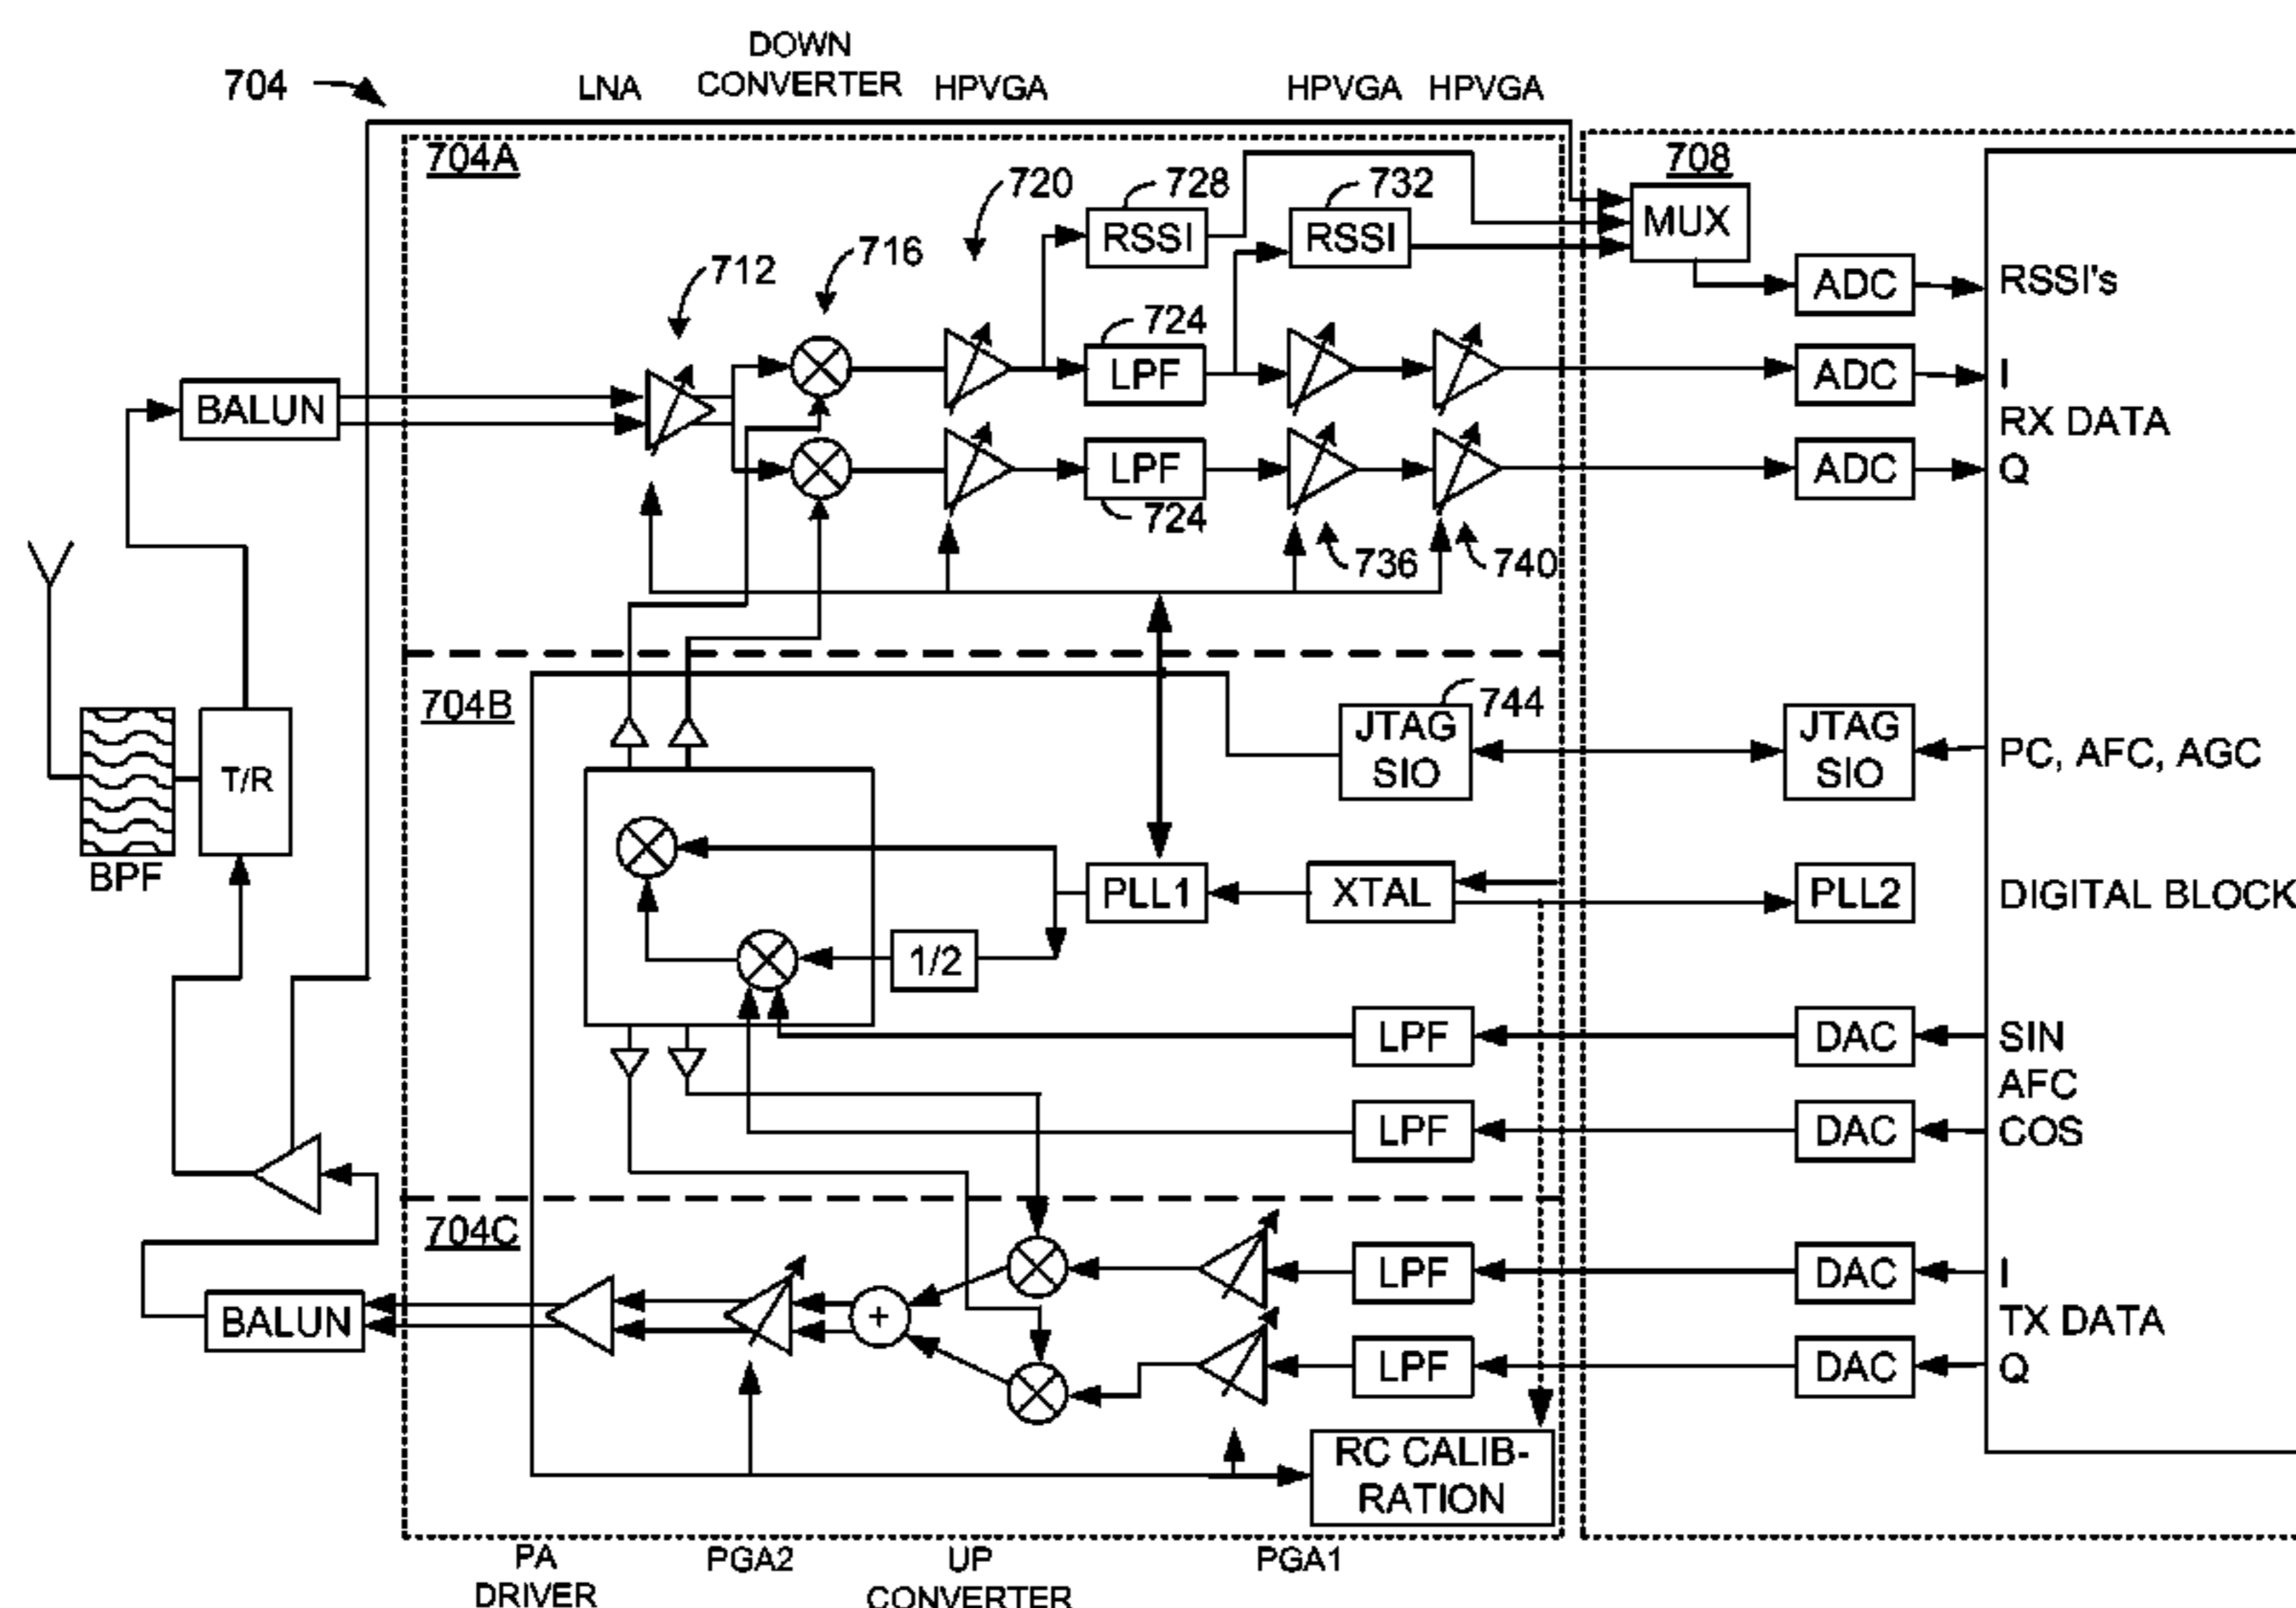 DOWN
704
LNA
CONVERTER
HPVGA
HPVGA
HPVGA
704A
708
720
728
732
MUX
RSSI
RSSI
716
712
ADC
RSSI's
724
BALUN
LPF
ADC
I
RX DATA
LPF
ADC
Q
724
736
740
704B
744
JTAG
SIO
JTAG
SIO
PC, AFC, AGC
T/R
BPF
PLL1
XTAL
PLL2
DIGITAL BLOCK
1/2
LPF
DAC
SIN
AFC
LPF
DAC
COS
704C
LPF
DAC
I
BALUN
+
TX DATA
LPF
DAC
Q
RC CALIB-
RATION
PA
DRIVER
PGA2
UP
CONVERTER
PGA1